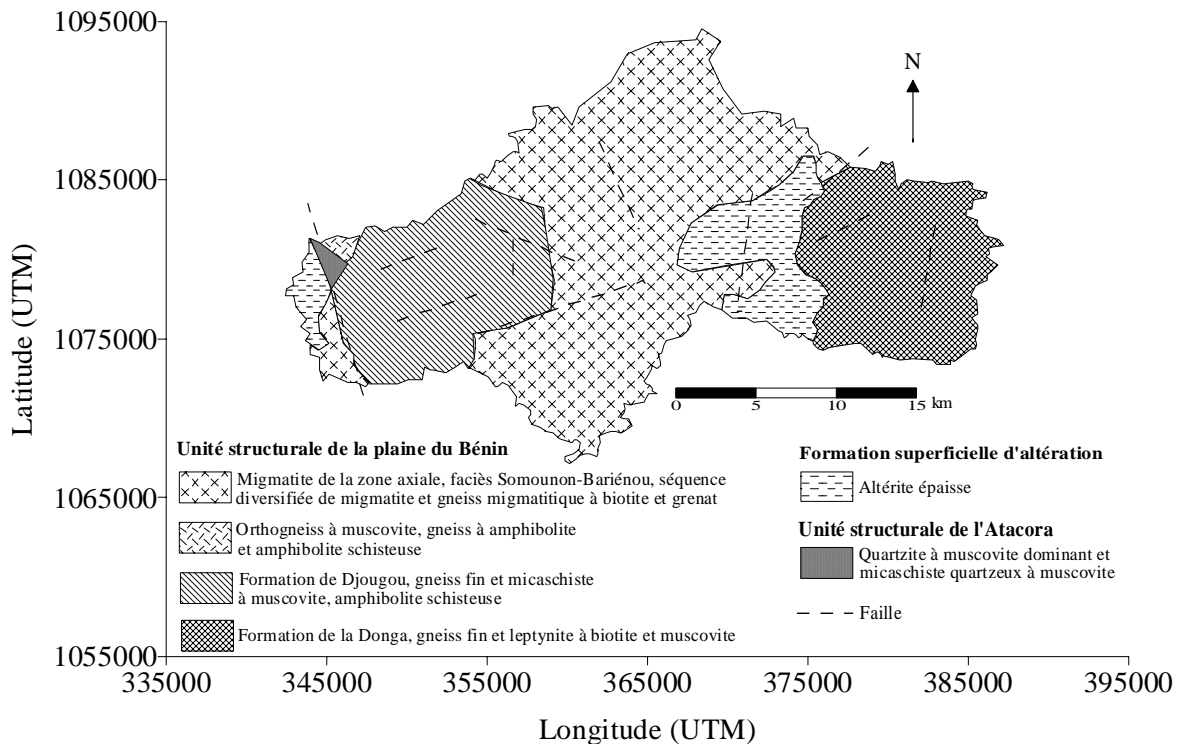 1095000
1085000
1075000
1065000
1055000
Latitude (UTM)
N
0 5 10 15 km
Unité structurale de la plaine du Bénin
Migmatite de la zone axiale, faciès Somounon-Bariénou, séquence
diversifiée de migmatite et gneiss migmatitique à biotite et grenat
Orthogneiss à muscovite, gneiss à amphibolite
et amphibolite schisteuse
Formation de Djougou, gneiss fin et micaschiste
à muscovite, amphibolite schisteuse
Formation de la Donga, gneiss fin et leptynite à biotite et muscovite
Formation superficielle d'altération
Altérite épaisse
Unité structurale de l'Atacora
Quartzite à muscovite dominant et
micaschiste quartzeux à muscovite
Faille
335000 345000 355000 365000 375000 385000 395000
Longitude (UTM)